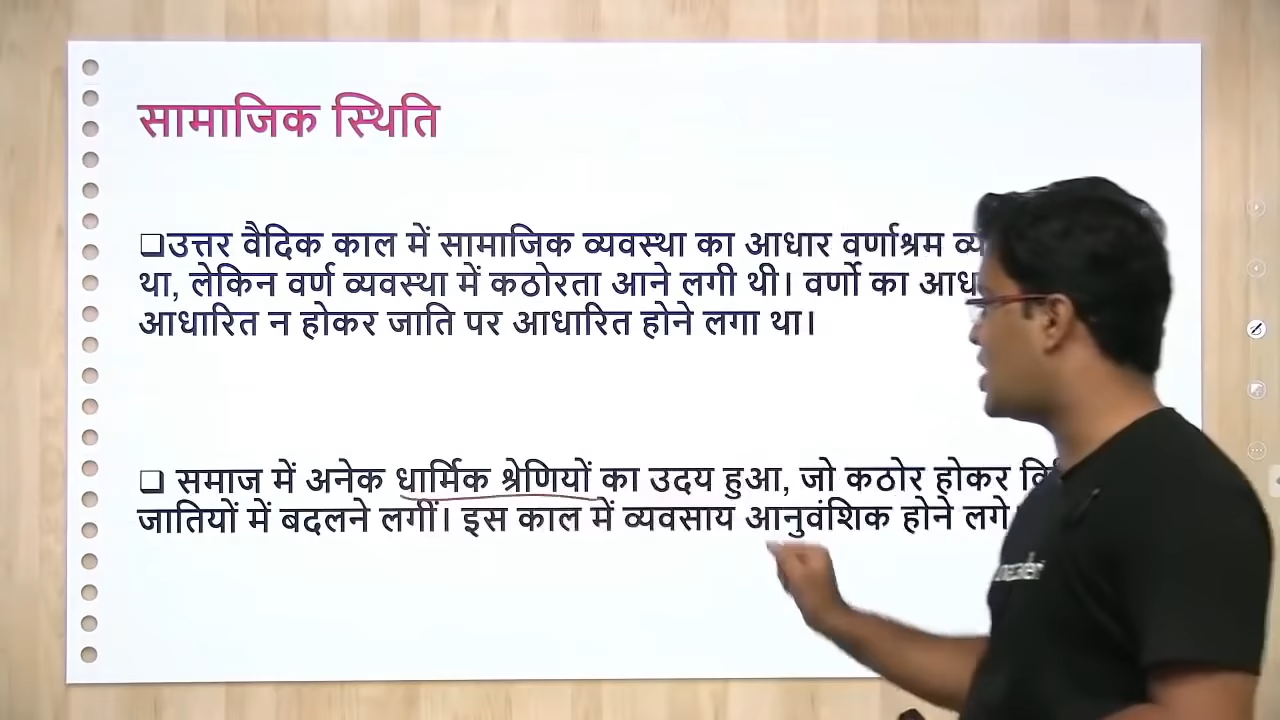 सामाजिक स्थिति
❑उत्तर वैदिक काल में सामाजिक व्यवस्था का आधार वर्णाश्रम
था, लेकिन वर्ण व्यवस्था में कठोरता आने लगी थी। वर्णो का
आधारित न होकर जाति पर आधारित होने लगा था।
❑ समाज में अनेक धार्मिक श्रेणियों का उदय हुआ, जो कठोर होकर
जातियों में बदलने लगीं। इस काल में व्यवसाय आनुवंशिक होने लगे